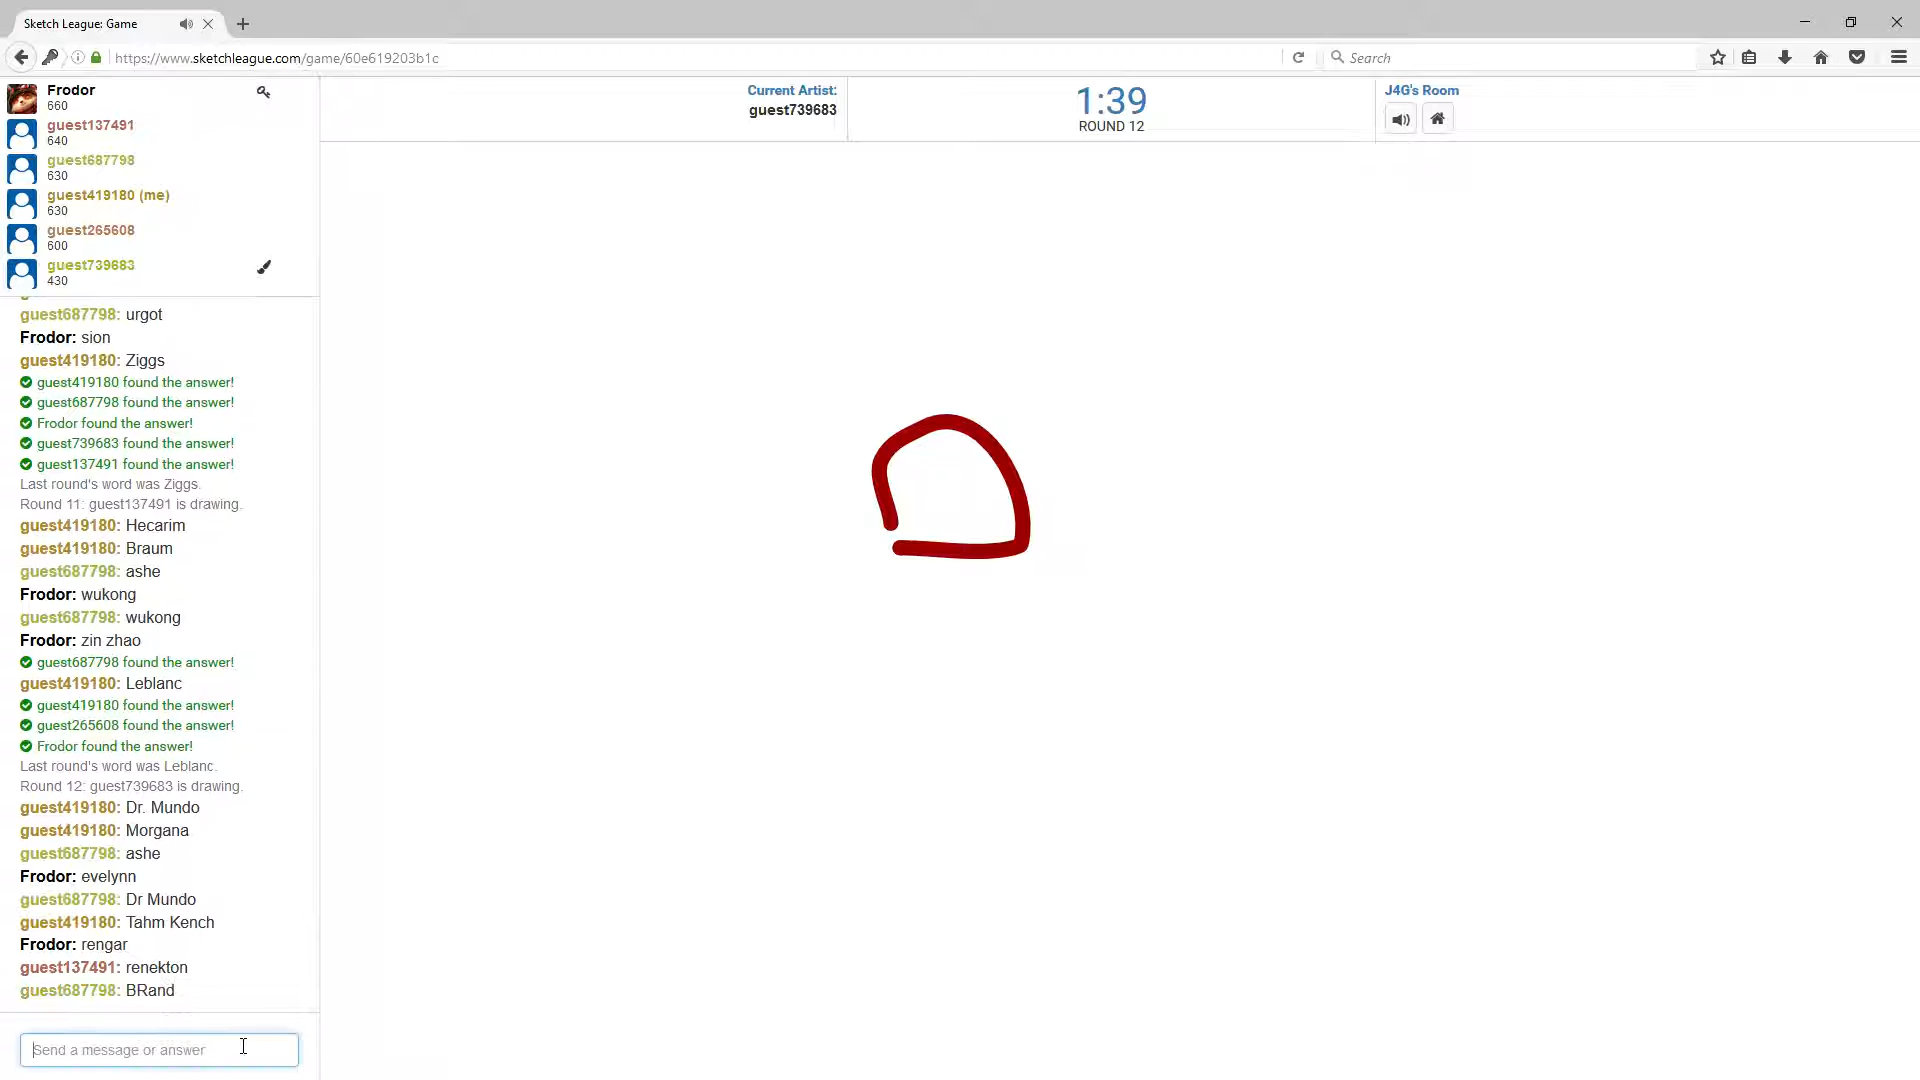 Sketch League: Game
https://www.sketchleague.com/game/60e619203b1c
Search
Frodor
660
guest137491
640
guest687798
630
guest419180 (me)
630
guest265608
600
guest739683
430
Current Artist:
guest739683
1:39
ROUND 12
J4G's Room
guest687798: urgot
Frodor: sion
guest419180: Ziggs
guest419180 found the answer!
guest687798 found the answer!
Frodor found the answer!
guest739683 found the answer!
guest137491 found the answer!
Last round's word was Ziggs.
Round 11: guest137491 is drawing.
guest419180: Hecarim
guest419180: Braum
guest687798: ashe
Frodor: wukong
guest687798: wukong
Frodor: zin zhao
guest687798 found the answer!
guest419180: Leblanc
guest419180 found the answer!
guest265608 found the answer!
Frodor found the answer!
Last round's word was Leblanc.
Round 12: guest739683 is drawing.
guest419180: Dr. Mundo
guest419180: Morgana
guest687798: ashe
Frodor: evelynn
guest687798: Dr Mundo
guest419180: Tahm Kench
Frodor: rengar
guest137491: renekton
guest687798: BRand
Send a message or answer